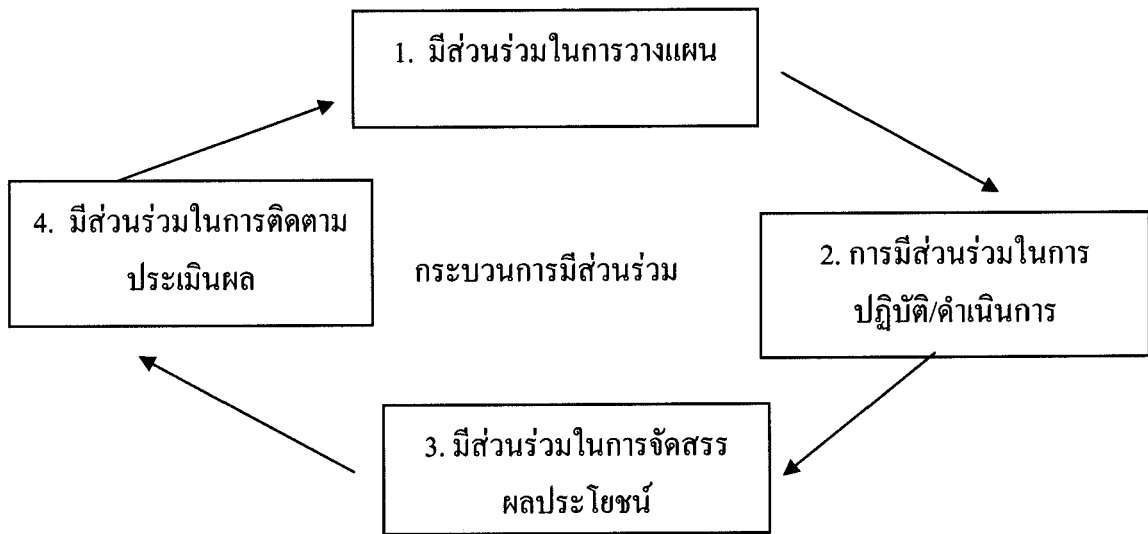 1. มีส่วนร่วมในการวางแผน
4. มีส่วนร่วมในการติดตาม
ประเมินผล
กระบวนการมีส่วนร่วม
2. การมีส่วนร่วมในการ
ปฏิบัติ/ดำเนินการ
3. มีส่วนร่วมในการจัดสรร
ผลประโยชน์